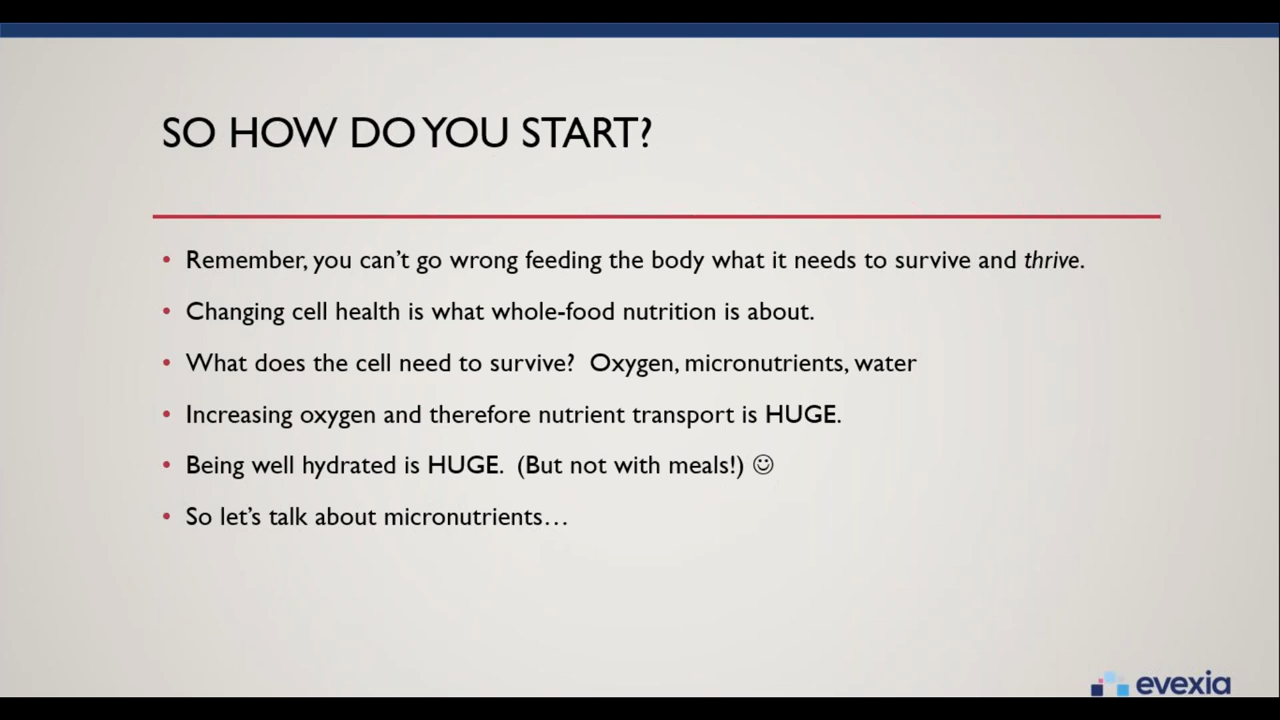 SO HOW DO YOU START?
• Remember, you can't go wrong feeding the body what it needs to survive and thrive.
• Changing cell health is what whole-food nutrition is about.
• What does the cell need to survive?  Oxygen, micronutrients, water
• Increasing oxygen and therefore nutrient transport is HUGE.
• Being well hydrated is HUGE.  (But not with meals!) ☺
• So let's talk about micronutrients…
evexia